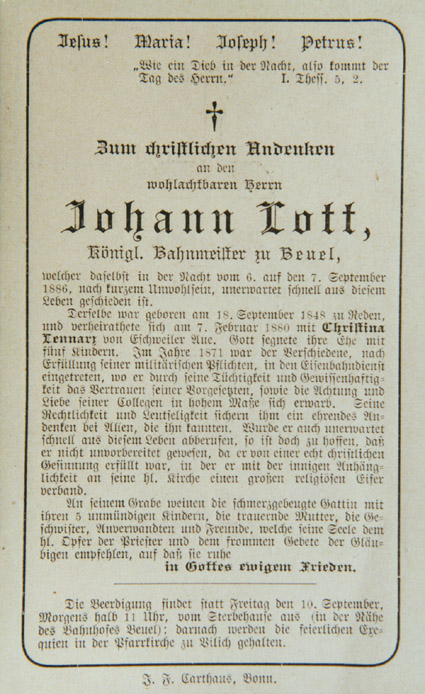 Jesus! Maria! Joseph! Petrus!
„Wie ein Dieb in der Nacht, also kommt der
Tag des Herrn.“ I. Thess. 5, 2.
†
Zum christlichen Andenken
an den
wohlachtbaren Herrn
Johann Lott,
Königl. Bahnmeister zu Beuel,
welcher daselbst in der Nacht vom 6. auf den 7. September
1886, nach kurzem Unwohlsein, unerwartet schnell aus diesem
Leben geschieden ist.
Derselbe war geboren am 18. September 1848 zu Reden,
und verheirathete sich am 7. Februar 1880 mit Christina
Lennarz von Eschweiler Aue. Gott segnete ihre Ehe mit
fünf Kindern. Im Jahre 1871 war der Verschiedene, nach
Erfüllung seiner militärischen Pflichten, in den Eisenbahndienst
eingetreten, wo er durch seine Tüchtigkeit und Gewissenhaftig-
keit das Vertrauen seiner Vorgesetzten, sowie die Achtung und
Liebe seiner Collegen in hohem Maße sich erwarb. Seine
Rechtlichkeit und Leutseligkeit sichern ihm ein ehrendes An-
denken bei Allen, die ihn kannten. Wurde er auch unerwartet
schnell aus diesem Leben abberufen, so ist doch zu hoffen, daß
er nicht unvorbereitet gewesen, da er von einer echt christlichen
Gesinnung erfüllt war, in der er mit der innigen Anhäng-
lichkeit an seine hl. Kirche einen großen religiösen Eifer
verband.
An seinem Grabe weinen die schmerzgebeugte Gattin mit
ihren 5 unmündigen Kindern, die trauernde Mutter, die Ge-
schwister, Anverwandten und Freunde, welche seine Seele dem
hl. Opfer der Priester und dem frommen Gebete der Gläu-
bigen empfehlen, auf daß sie ruhe
in Gottes ewigem Frieden.
Die Beerdigung findet statt Freitag den 10. September,
Morgens halb 11 Uhr, vom Sterbehause aus (in der Nähe
des Bahnhofes Beuel); darnach werden die feierlichen Exe-
quien in der Pfarrkirche zu Vilich gehalten.
J. F. Carthaus, Bonn.